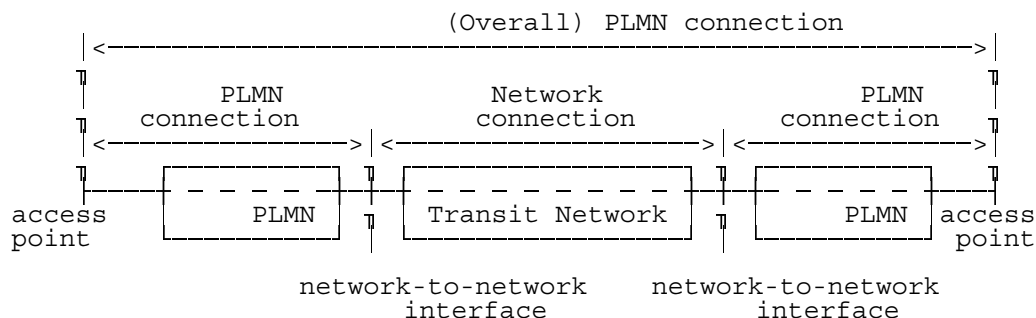 (Overall) PLMN connection
PLMN Network PLMN
connection connection connection
PLMN Transit Network PLMN
access access
point point
network-to-network network-to-network
interface interface